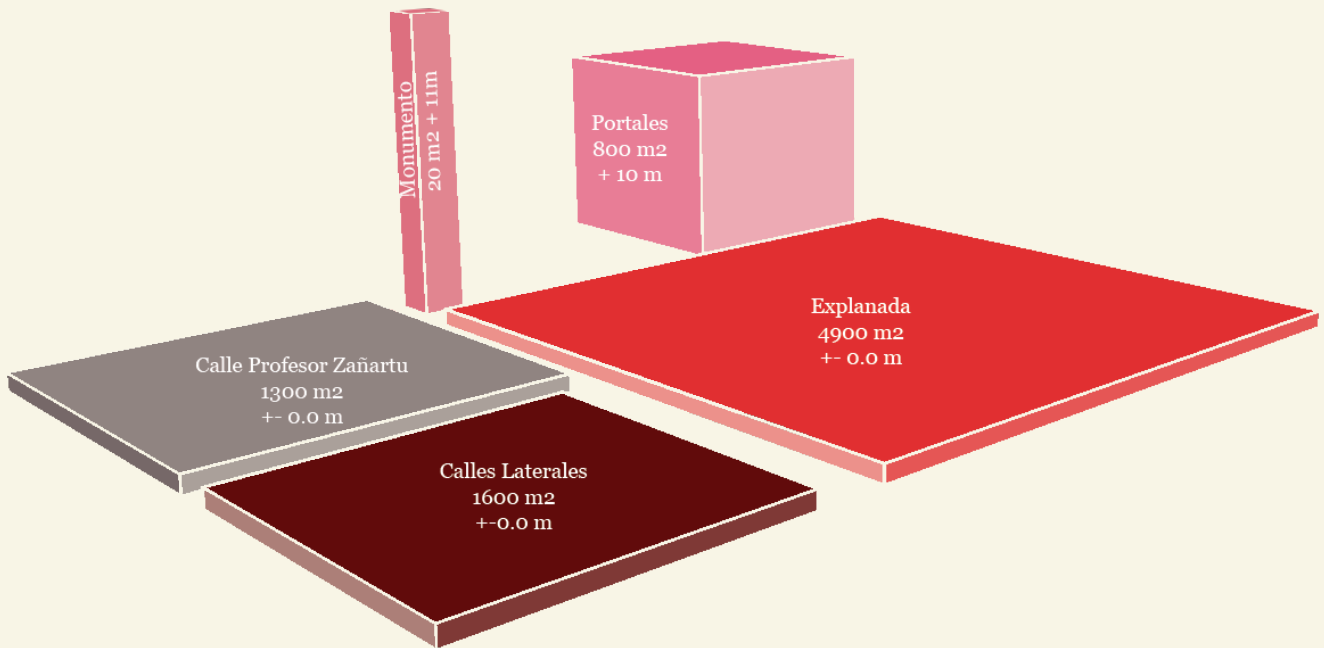 Monumento
20 m2 + 11m
Portales
800 m2
+ 10 m
Explanada
4900 m2
+- 0.0 m
Calle Profesor Zañartu
1300 m2
+- 0.0 m
Calles Laterales
1600 m2
+-0.0 m